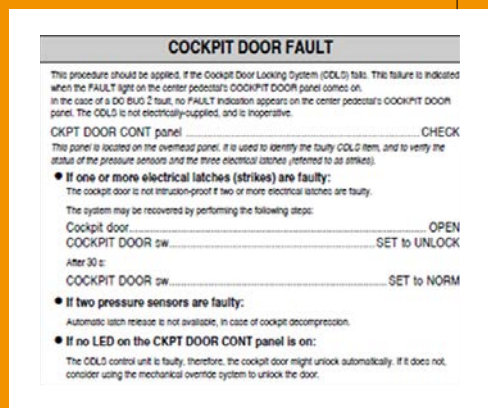 COCKPIT DOOR FAULT
This procedure should be applied, if the Cockpit Door Locking System (CDLS) fails. This failure is indicated
when the FAULT light on the center pedestal's COCKPIT DOOR panel comes on.
In the case of a DC BUS 2 fault, no FAULT indication appears on the center pedestal's COCKPIT DOOR
panel. The CDLS is not electrically-supplied, and is inoperative.
CKPT DOOR CONT panel ........ CHECK
This panel is located on the overhead panel. It is used to identify the faulty CDLS item, and to verify the
status of the pressure sensors and the three electrical latches (referred to as strikes).
● If one or more electrical latches (strikes) are faulty:
The cockpit door is not intrusion-proof if two or more electrical latches are faulty.
The system may be recovered by performing the following steps:
Cockpit door ........ OPEN
COCKPIT DOOR sw ........ SET to UNLOCK
After 30 s:
COCKPIT DOOR sw ........ SET to NORM
● If two pressure sensors are faulty:
Automatic latch release is not available, in case of cockpit decompression.
● If no LED on the CKPT DOOR CONT panel is on:
The CDLS control unit is faulty, therefore, the cockpit door might unlock automatically. If it does not,
consider using the mechanical override system to unlock the door.